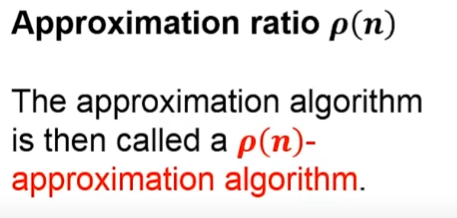 Approximation ratio ρ(n)
The approximation algorithm
is then called a ρ(n)-
approximation algorithm.